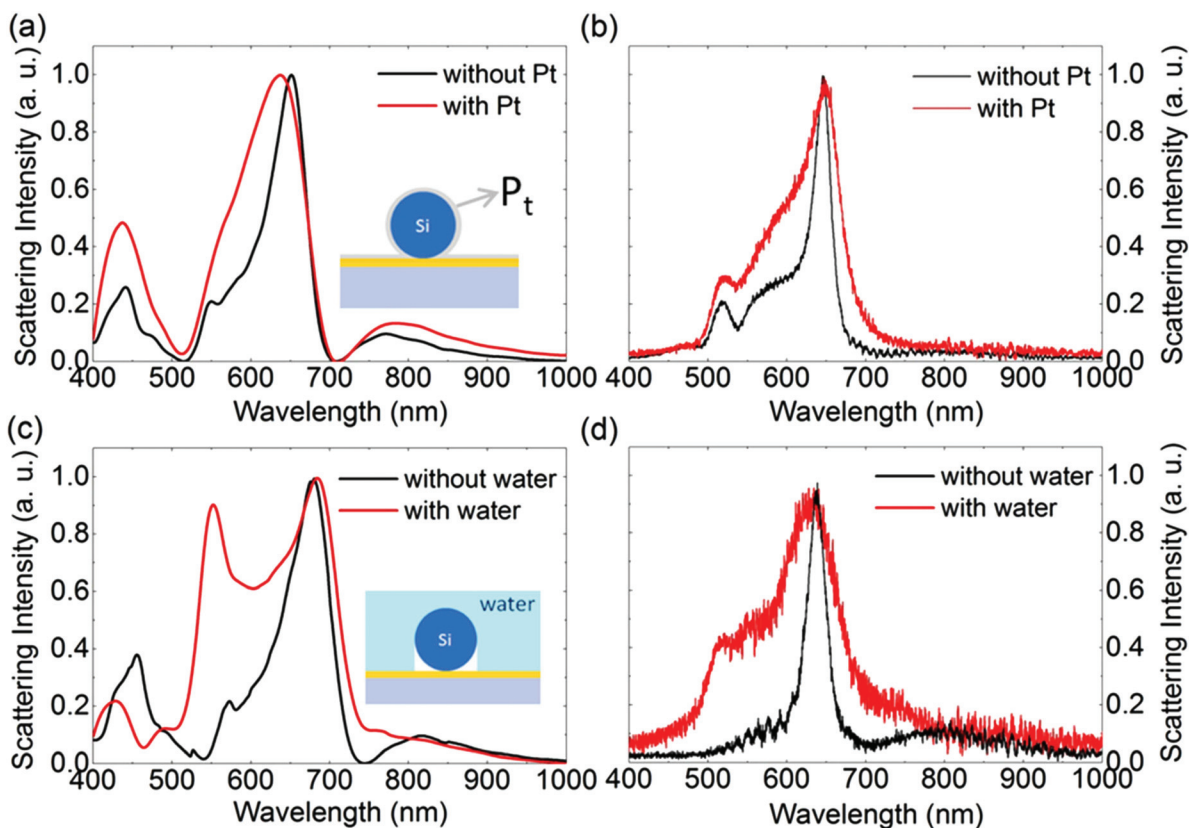 (a)
Scattering Intensity (a. u.)
1.0
0.8
0.6
0.4
0.2
0.0
without Pt
with Pt
Si
Pt
400 500 600 700 800 900 1000
Wavelength (nm)
(b)
without Pt
with Pt
1.0
0.8
0.6
0.4
0.2
0.0
Scattering Intensity (a. u.)
400 500 600 700 800 900 1000
Wavelength (nm)
(c)
Scattering Intensity (a. u.)
1.0
0.8
0.6
0.4
0.2
0.0
without water
with water
water
Si
400 500 600 700 800 900 1000
Wavelength (nm)
(d)
without water
with water
1.0
0.8
0.6
0.4
0.2
0.0
Scattering Intensity (a. u.)
400 500 600 700 800 900 1000
Wavelength (nm)